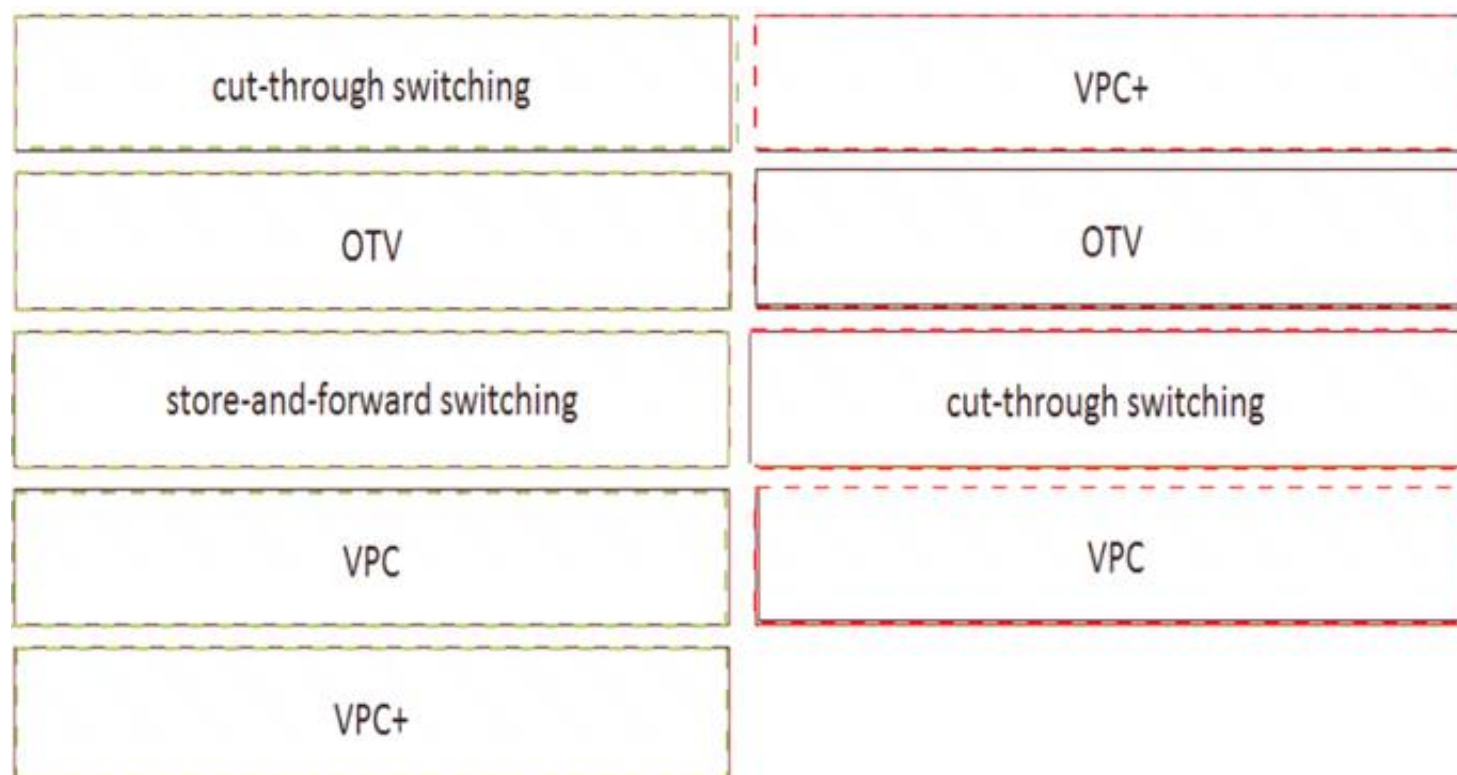 cut-through switching
OTV
store-and-forward switching
VPC
VPC+
VPC+
OTV
cut-through switching
VPC